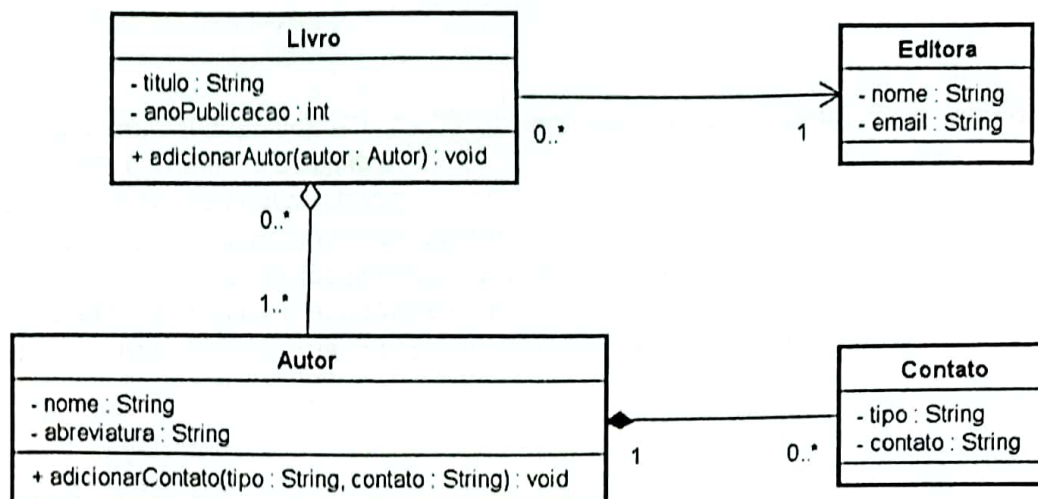 Livro
- titulo : String
- anoPublicacao : int
+ adicionarAutor(autor : Autor) : void
Editora
- nome : String
- email : String
0..*
1
0..*
1..*
Autor
- nome : String
- abreviatura : String
+ adicionarContato(tipo : String, contato : String) : void
Contato
- tipo : String
- contato : String
1
0..*